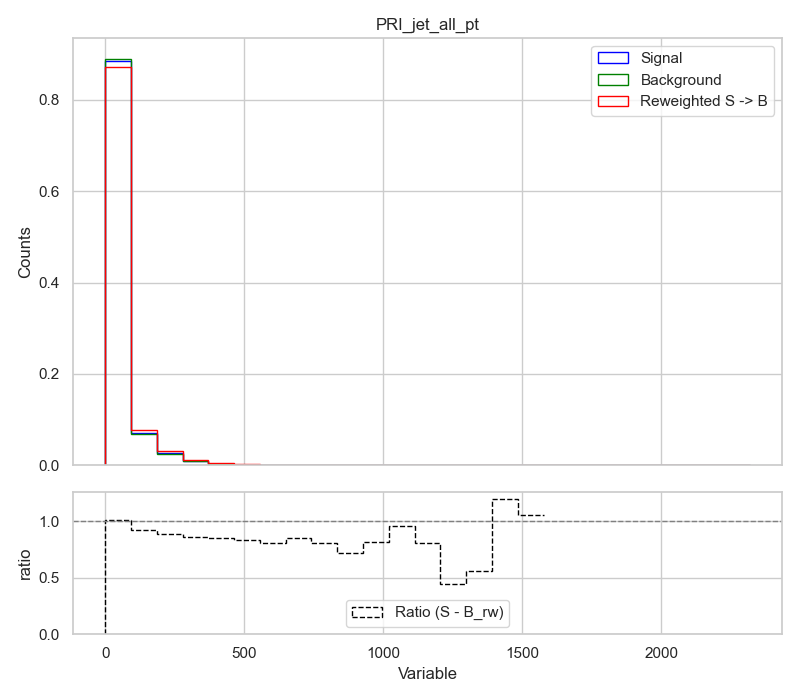 PRI_jet_all_pt
Signal
Background
Reweighted S -> B
0.8
0.6
0.4
0.2
0.0
Counts
1.0
0.5
0.0
ratio
Ratio (S - B_rw)
0 500 1000 1500 2000
Variable